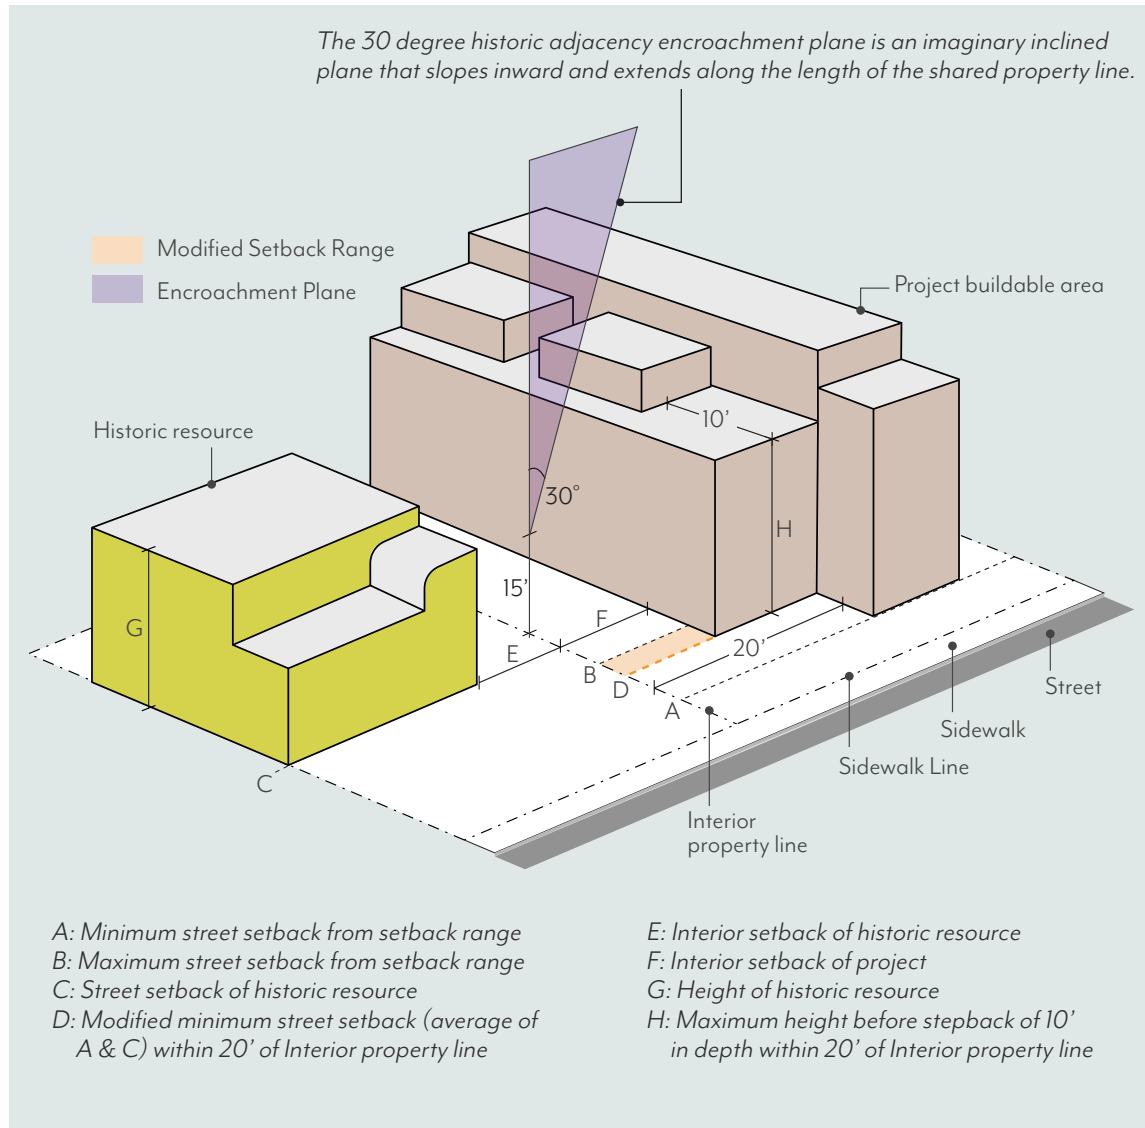 The 30 degree historic adjacency encroachment plane is an imaginary inclined
plane that slopes inward and extends along the length of the shared property line.
Modified Setback Range
Encroachment Plane
Project buildable area
10’
Historic resource
30°
H
15’
G
F
E
20’
B
D
A
Street
Sidewalk
Sidewalk Line
C
Interior
property line
A: Minimum street setback from setback range
B: Maximum street setback from setback range
C: Street setback of historic resource
D: Modified minimum street setback (average of
A & C) within 20’ of Interior property line
E: Interior setback of historic resource
F: Interior setback of project
G: Height of historic resource
H: Maximum height before stepback of 10’
in depth within 20’ of Interior property line